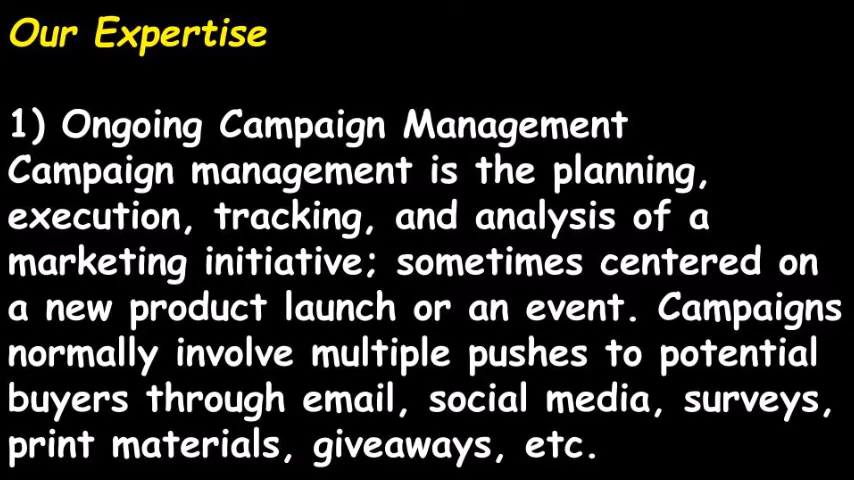 Our Expertise
1) Ongoing Campaign Management
Campaign management is the planning,
execution, tracking, and analysis of a
marketing initiative; sometimes centered on
a new product launch or an event. Campaigns
normally involve multiple pushes to potential
buyers through email, social media, surveys,
print materials, giveaways, etc.